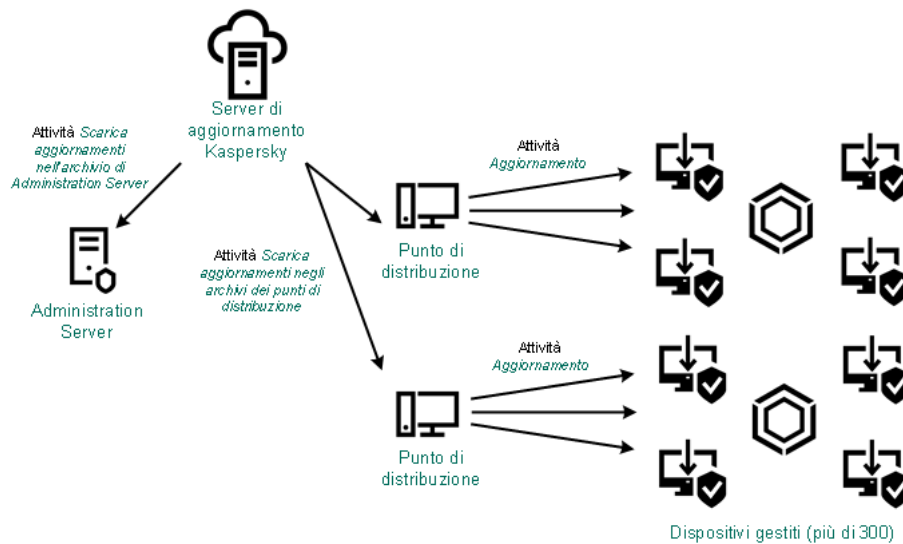 Server di
aggiornamento
Kaspersky
Attività Scarica
aggiornamenti
nell'archivio di
Administration Server
Administration
Server
Attività Scarica
aggiornamenti negli
archivi dei punti di
distribuzione
Punto di
distribuzione
Attività
Aggiornamento
Punto di
distribuzione
Attività
Aggiornamento
Dispositivi gestiti (più di 300)